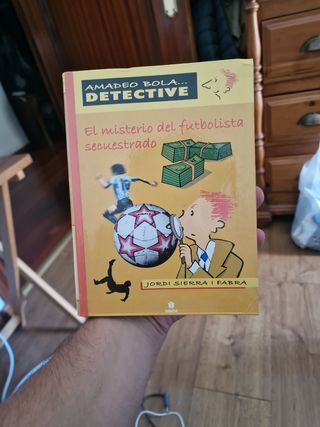 AMADEO BOLA...
DETECTIVE
El misterio del futbolista
secuestrado
JORDI SIERRA I FABRA